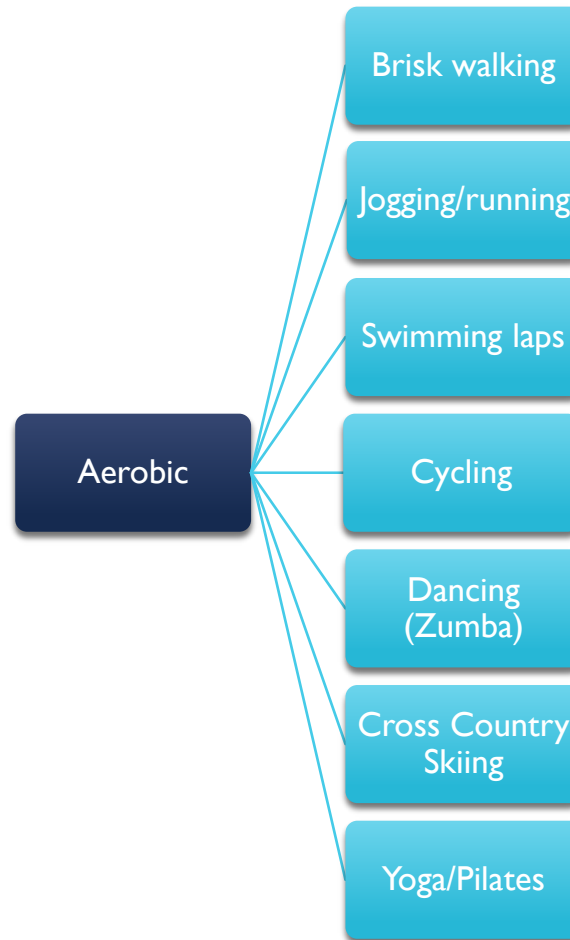 Brisk walking
Jogging/running
Swimming laps
Aerobic
Cycling
Dancing
(Zumba)
Cross Country
Skiing
Yoga/Pilates